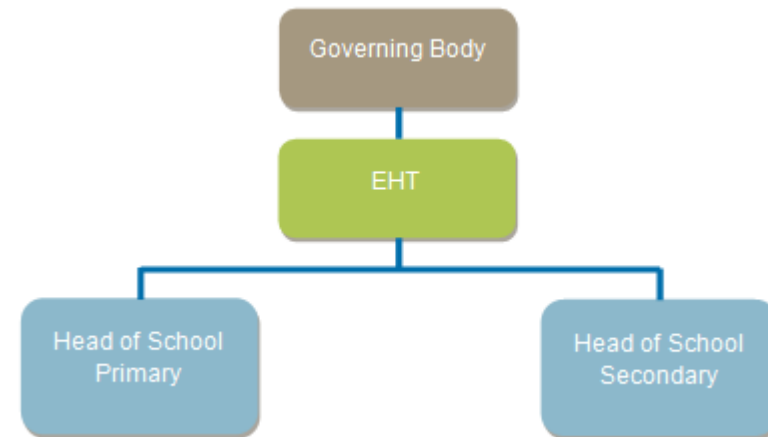 Governing Body
EHT
Head of School
Primary
Head of School
Secondary